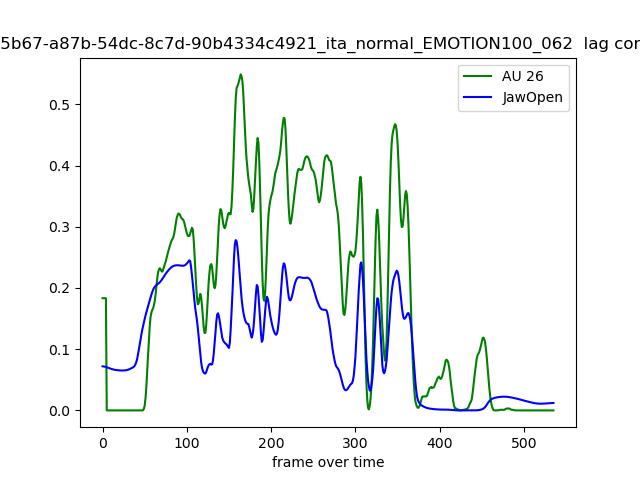 5b67-a87b-54dc-8c7d-90b4334c4921_ita_normal_EMOTION100_062 lag cor
AU 26
JawOpen
0.5
0.4
0.3
0.2
0.1
0.0
0 100 200 300 400 500
frame over time